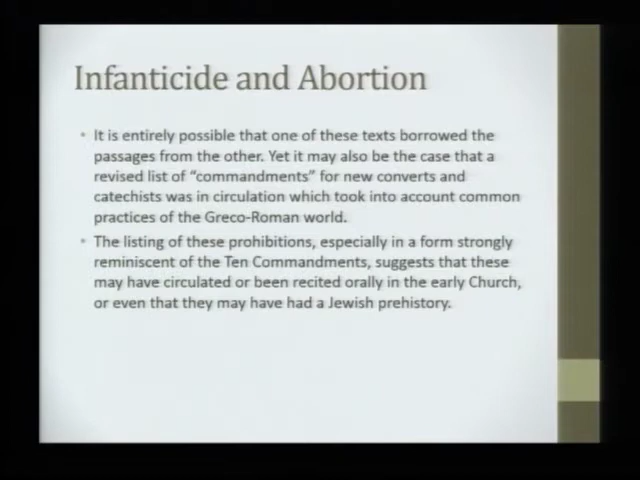 Infanticide and Abortion
• It is entirely possible that one of these texts borrowed the
passages from the other. Yet it may also be the case that a
revised list of “commandments” for new converts and
catechists was in circulation which took into account common
practices of the Greco-Roman world.
• The listing of these prohibitions, especially in a form strongly
reminiscent of the Ten Commandments, suggests that these
may have circulated or been recited orally in the early Church,
or even that they may have had a Jewish prehistory.